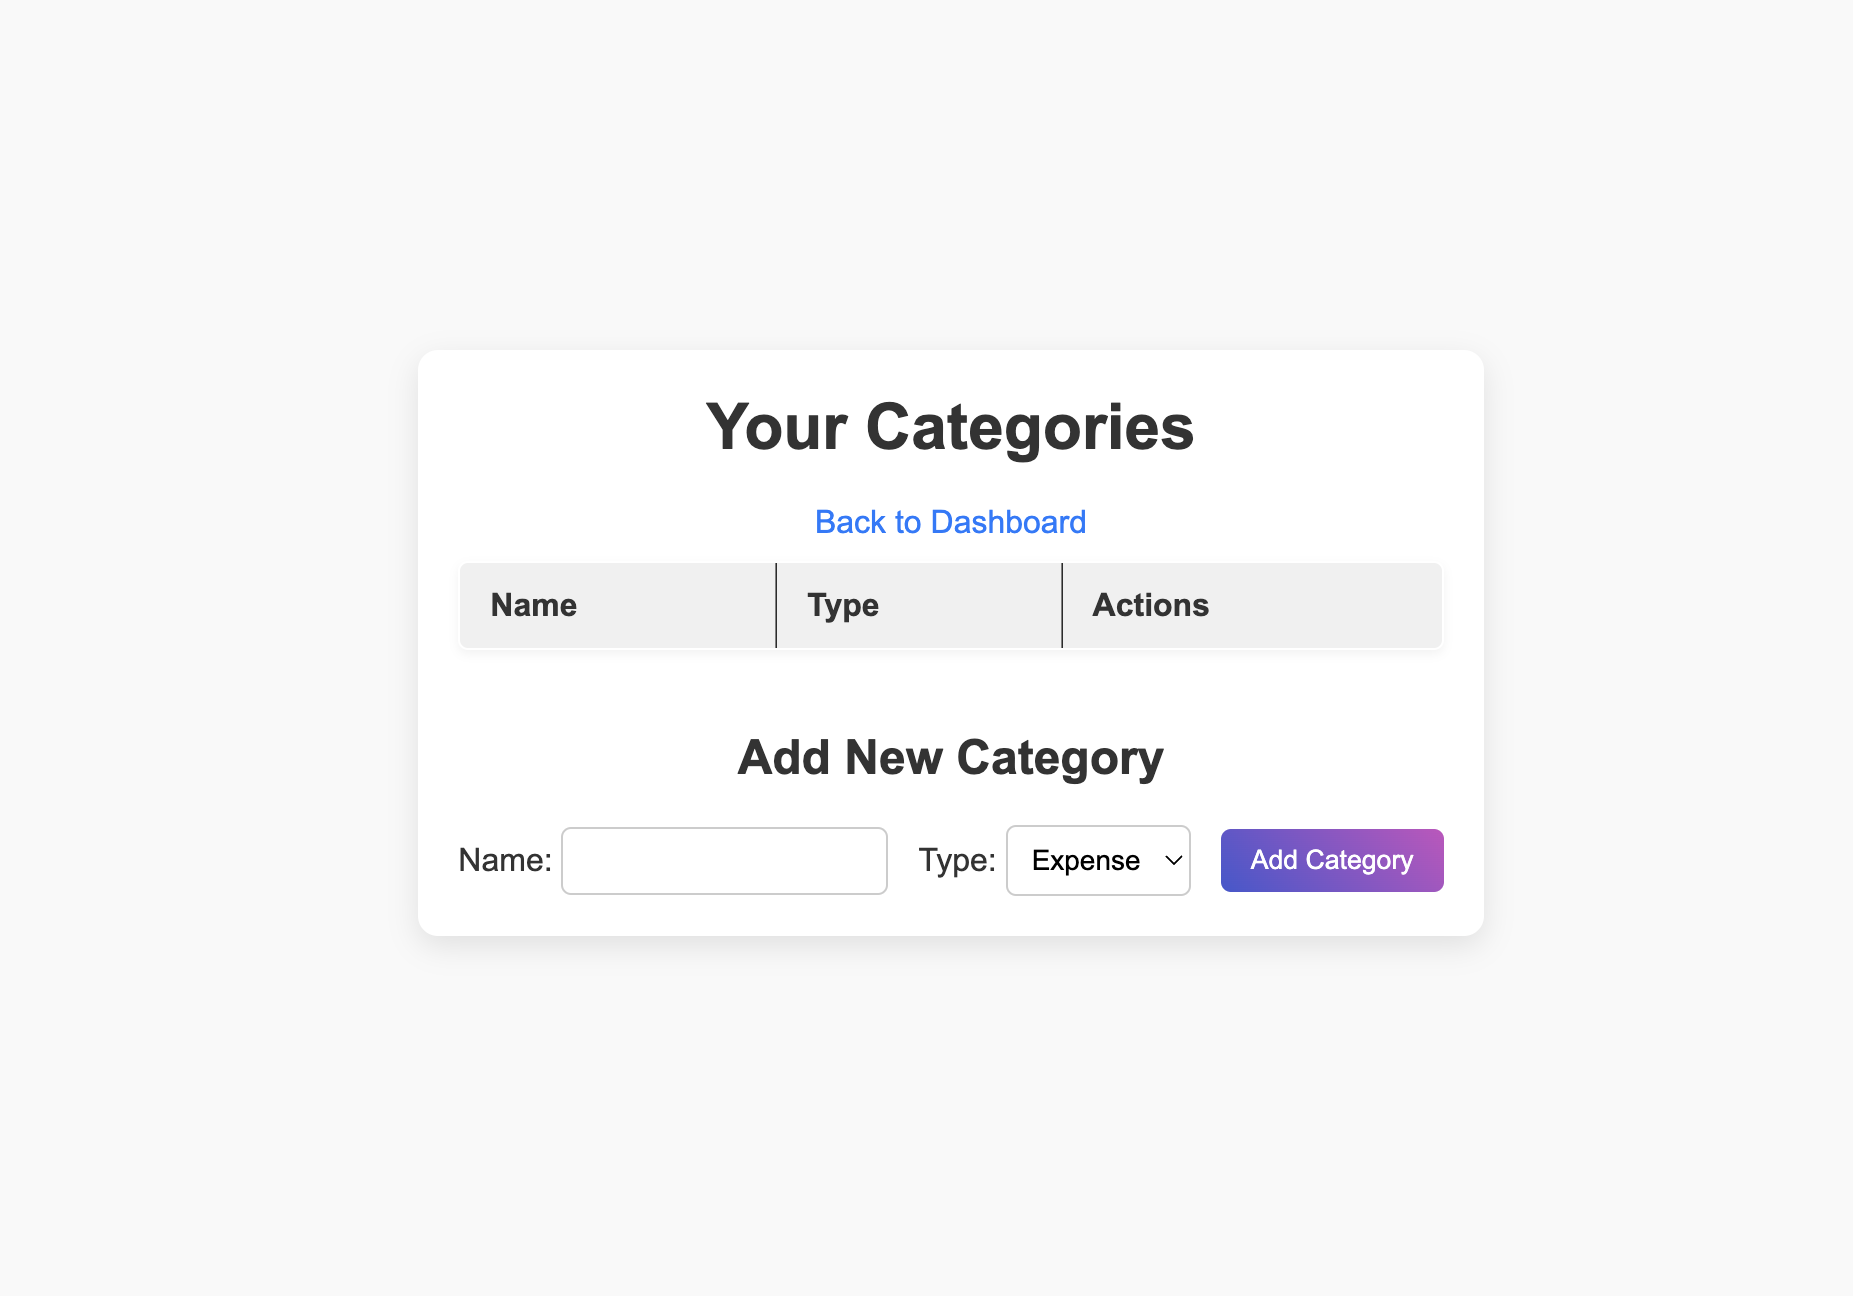 Your Categories
Back to Dashboard
Name Type Actions
Add New Category
Name: Type: Expense Add Category